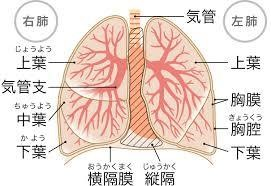 右肺
気管
左肺
じょうよう
上葉
上葉
気管支
ちゅうよう
中葉
胸膜
きょうくう
胸腔
かよう
下葉
下葉
おうかくまく
横隔膜
じゅうかく
縦隔